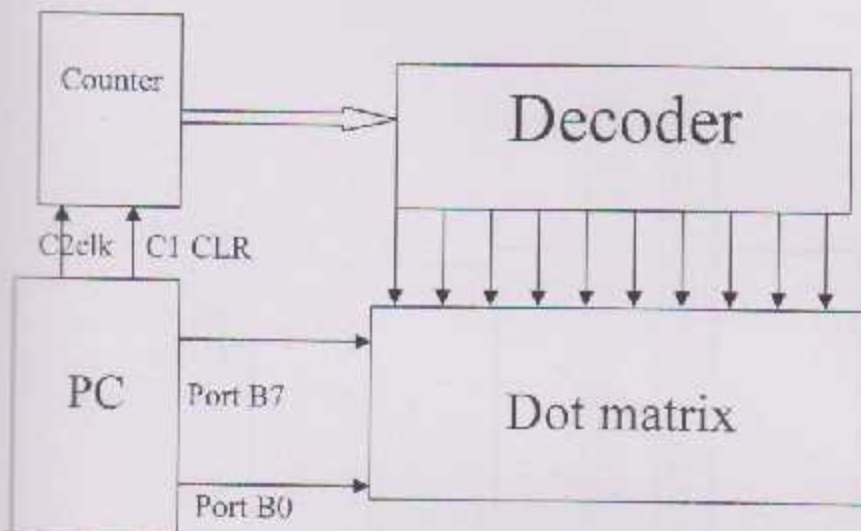 Counter
Decoder
C2clk
C1 CLR
PC
Port B7
Dot matrix
Port B0